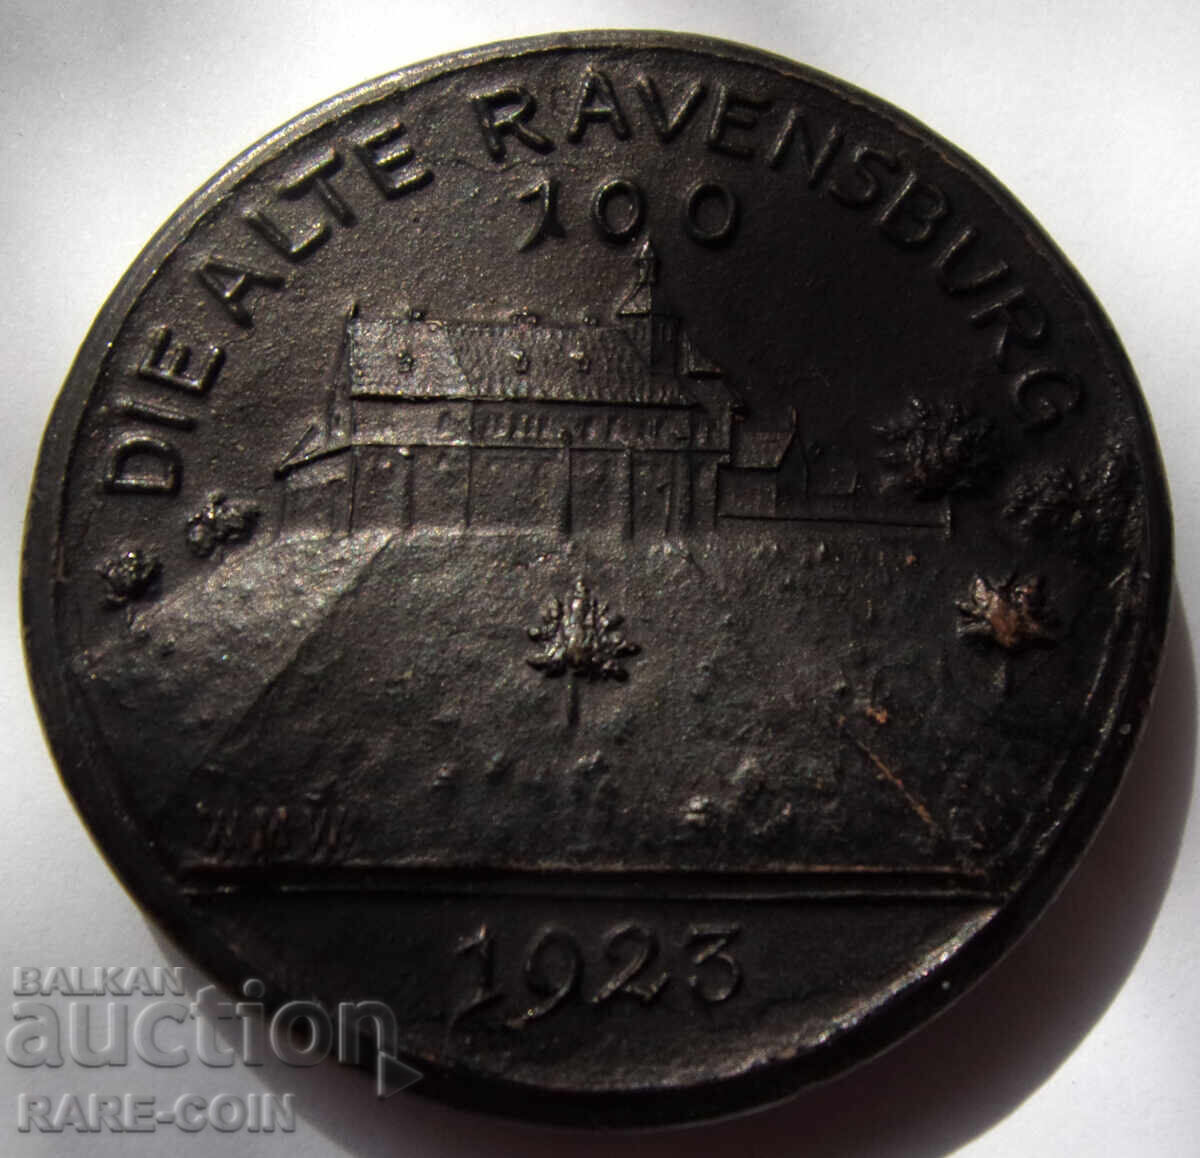 DIE ALTE RAVENSBURG
100
W.M.W.
1923
BALKAN
auction
RARE-COIN